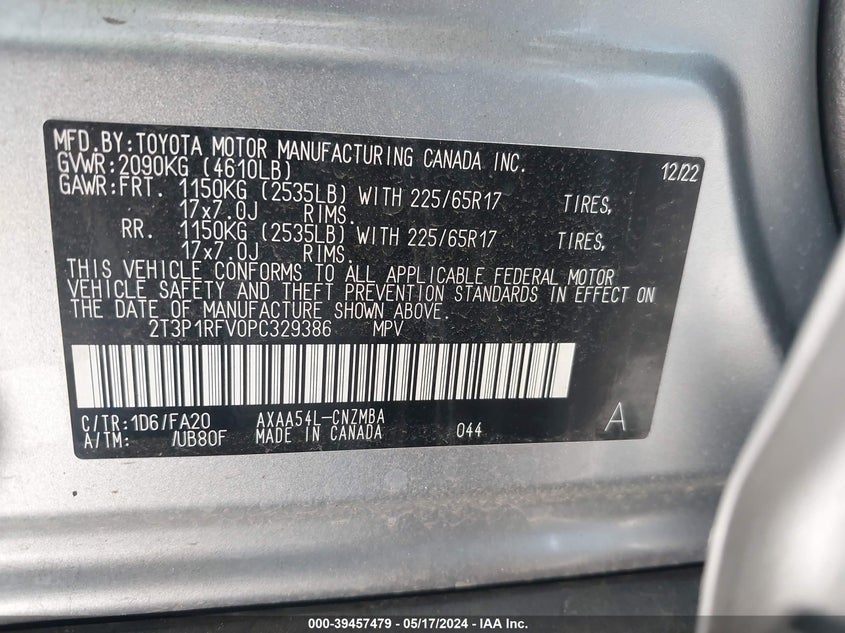 MFD.BY:TOYOTA MOTOR MANUFACTURING CANADA INC. 12/22
GVWR:2090KG (4610LB)
GAWR:FRT. 1150KG (2535LB) WITH 225/65R17 TIRES,
17x7.0J RIMS.
RR. 1150KG (2535LB) WITH 225/65R17 TIRES,
17x7.0J RIMS.
THIS VEHICLE CONFORMS TO ALL APPLICABLE FEDERAL MOTOR
VEHICLE SAFETY AND THEFT PREVENTION STANDARDS IN EFFECT ON
THE DATE OF MANUFACTURE SHOWN ABOVE.
2T3P1RFV0PC329386 MPV
C/TR:1D6/FA20 AXAA54L-CNZMBA
A/TM: /UB80F MADE IN CANADA 044 A
000-39457479 - 05/17/2024 - IAA Inc.